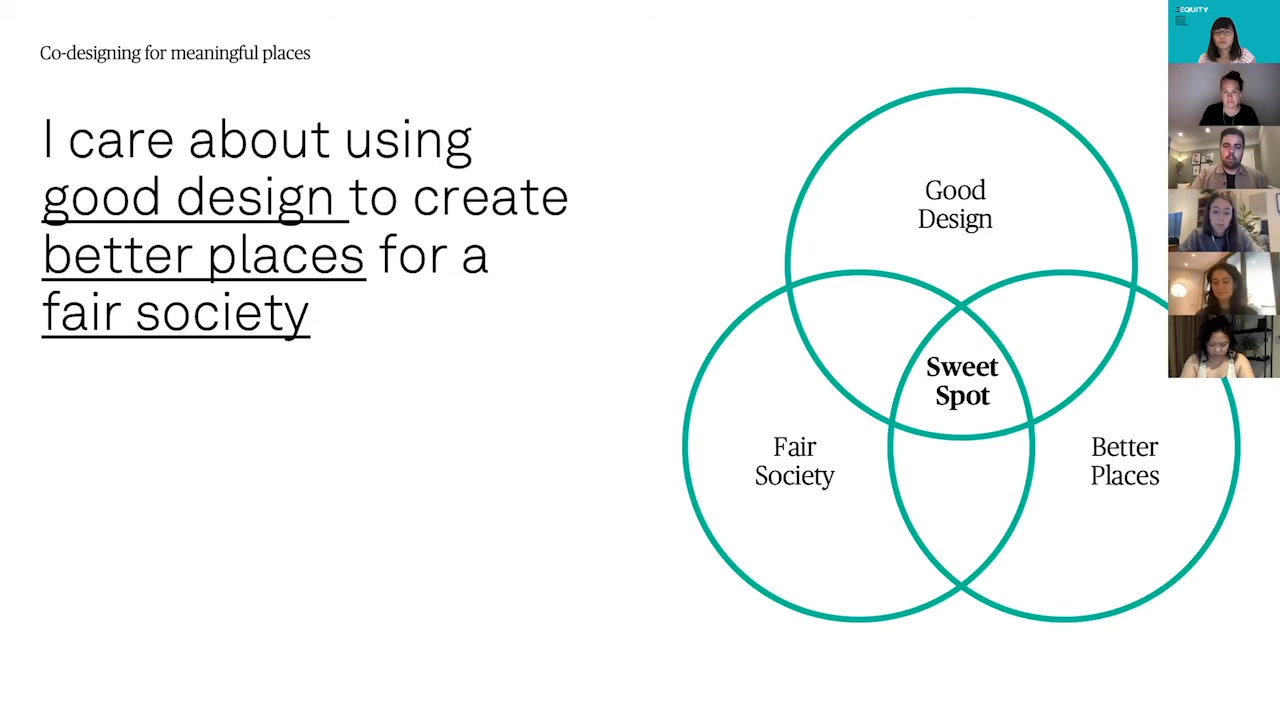 Co-designing for meaningful places
I care about using
good design to create
better places for a
fair society
Good
Design
Sweet
Spot
Fair
Society
Better
Places
EQUITY